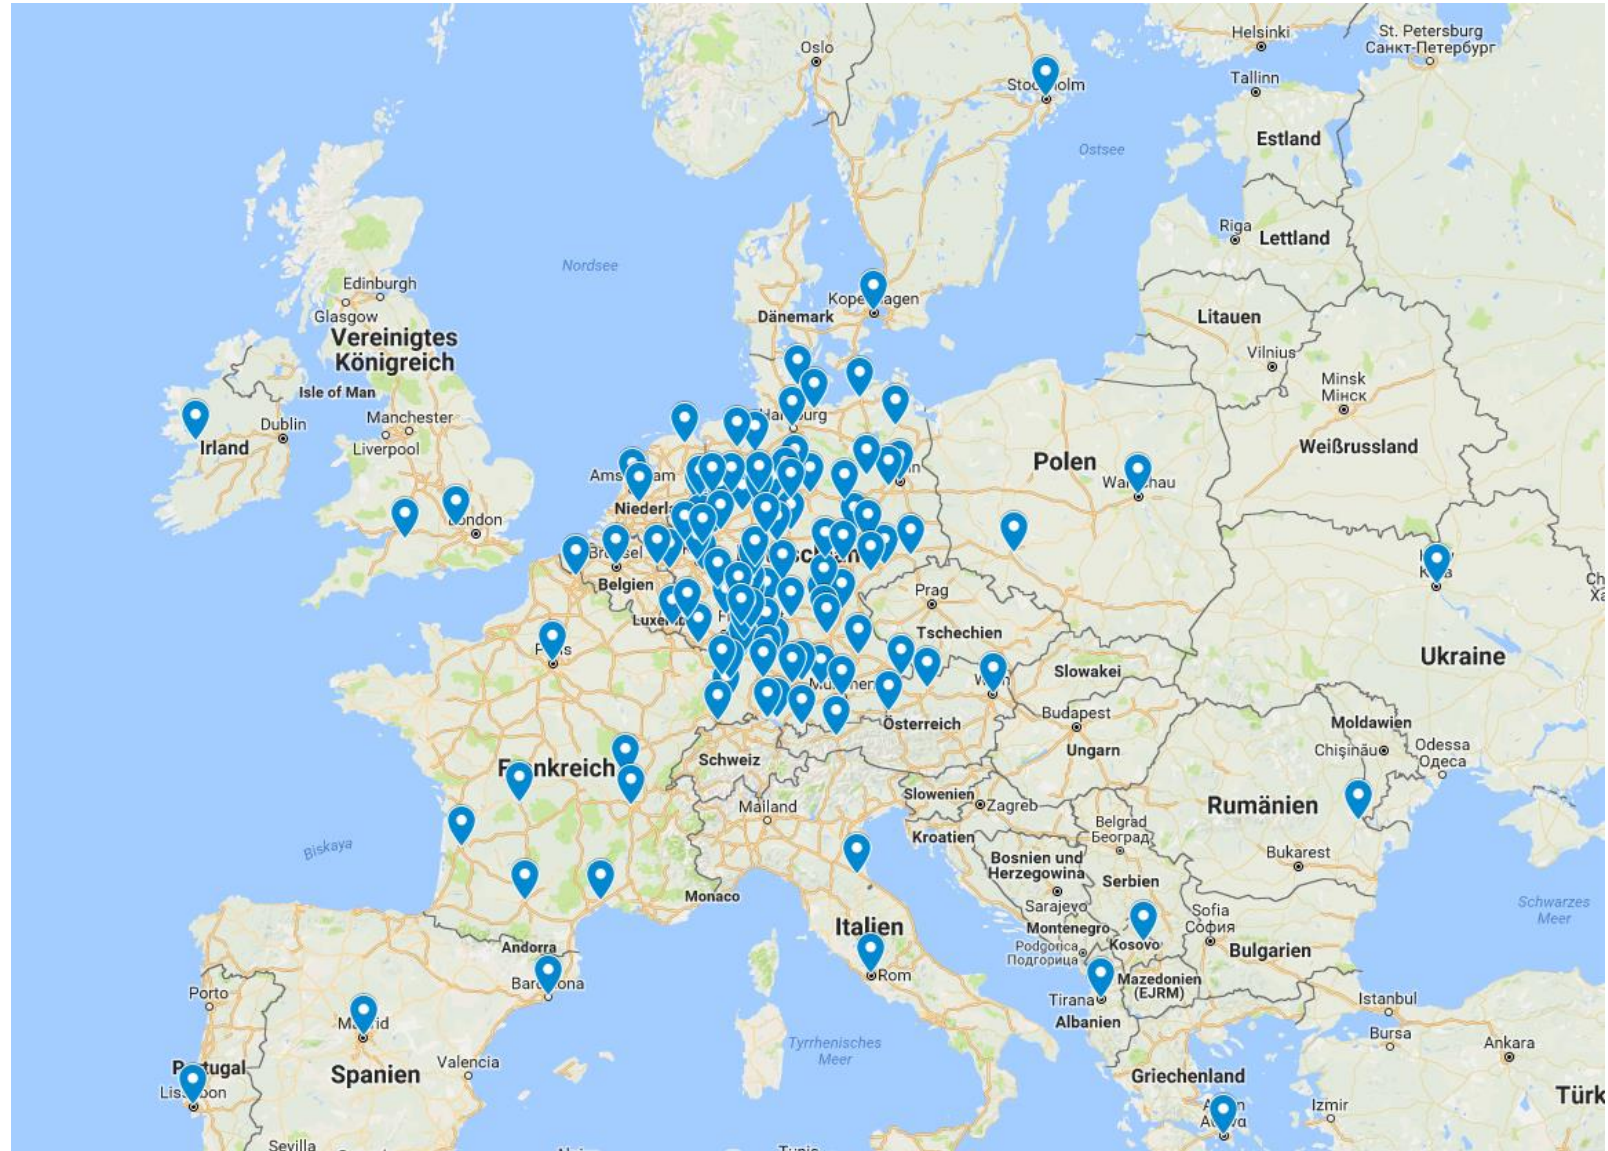 Oslo
Helsinki
St. Petersburg
Санкт-Петербург
Tallinn
Estland
Ostsee
Riga
Lettland
Nordsee
Edinburgh
Glasgow
Vereinigtes
Königreich
Dänemark
Litauen
Vilnius
Minsk
Минск
Isle of Man
Manchester
Dublin
Liverpool
Irland
Weißrussland
Polen
London
Belgien
Prag
Tschechien
Slowakei
Ukraine
Österreich
Budapest
Ungarn
Moldawien
Chişinău
Odessa
Одеса
Schweiz
Slowenien
Zagreb
Mailand
Rumänien
Kroatien
Belgrad
Београд
Biskaya
Bosnien und
Herzegowina
Bukarest
Serbien
Monaco
Sarajevo
Sofia
София
Schwarzes
Meer
Italien
Montenegro
Andorra
Podgorica
Подгорица
Kosovo
Bulgarien
Rom
Mazedonien
(EJRM)
Porto
Tirana
Istanbul
Albanien
Bursa
Ankara
Tyrrhenisches
Meer
Valencia
Spanien
Griechenland
Izmir
Türk
Sevilla